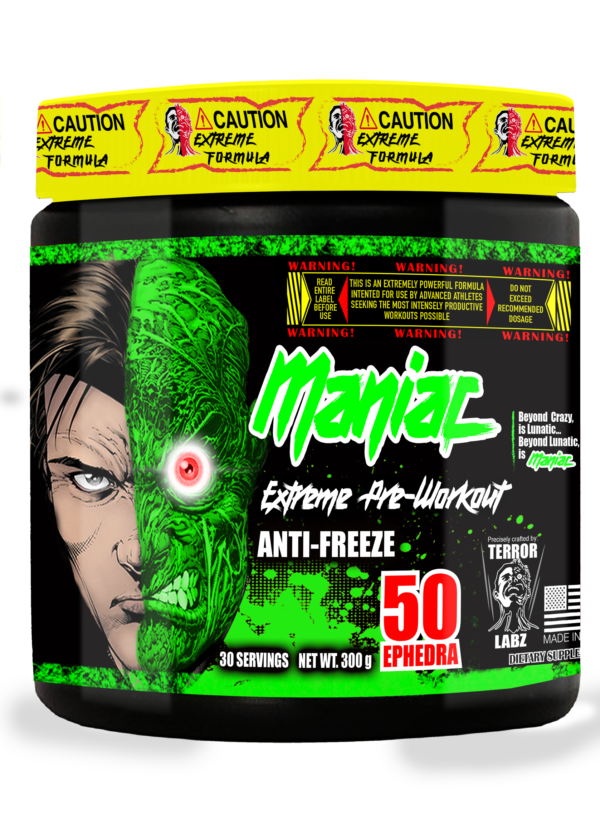 CAUTION
EXTREME
FORMULA
CAUTION
EXTREME
FORMULA
CAUTION
EXTREME
FORMULA
CAU
EXTREM
FORM
WARNING! WARNING! WARNING!
READ
ENTIRE
LABEL
BEFORE
USE
THIS IS AN EXTREMELY POWERFUL FORMULA
INTENTED FOR USE BY ADVANCED ATHLETES
SEEKING THE MOST INTENSELY PRODUCTIVE
WORKOUTS POSSIBLE
DO NOT
EXCEED
RECOMMENDED
DOSAGE
WARNING! WARNING! WARNING!
Maniac
Beyond Crazy,
is Lunatic...
Beyond Lunatic,
is Maniac
Extreme Pre-Workout
ANTI-FREEZE
50
EPHEDRA
30 SERVINGS NET WT. 300 g
Precisely crafted by
TERROR
LABZ
MADE IN
DIETARY SUPPLE